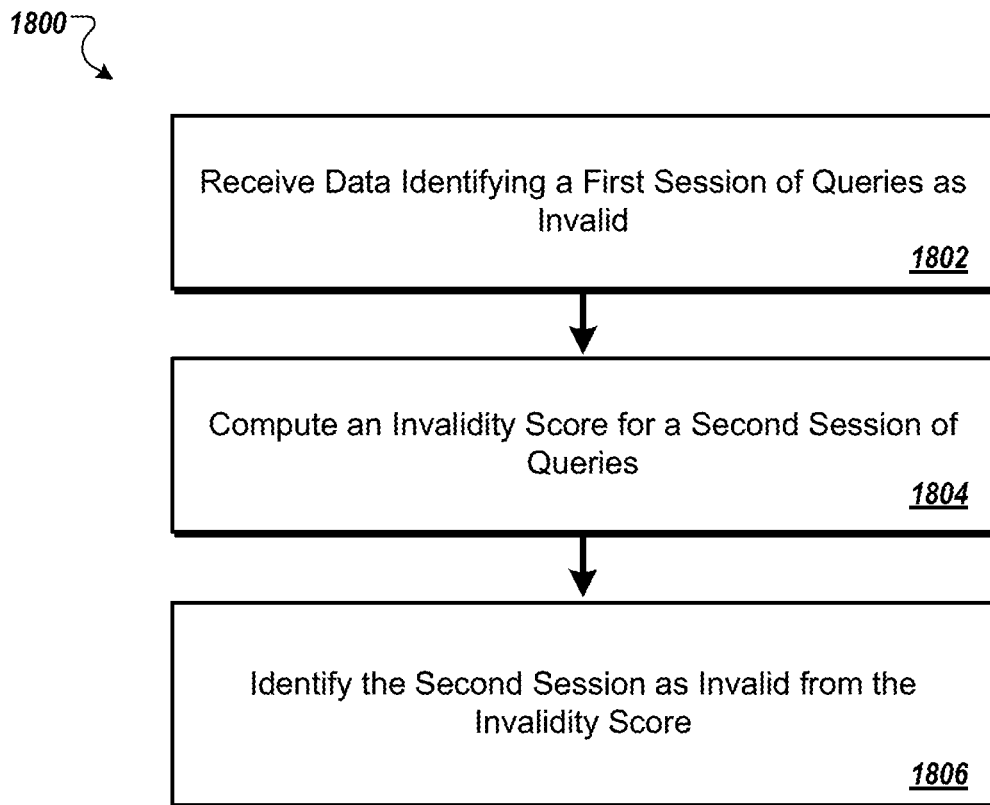 1800
Receive Data Identifying a First Session of Queries as
Invalid
1802
Compute an Invalidity Score for a Second Session of
Queries
1804
Identify the Second Session as Invalid from the
Invalidity Score
1806